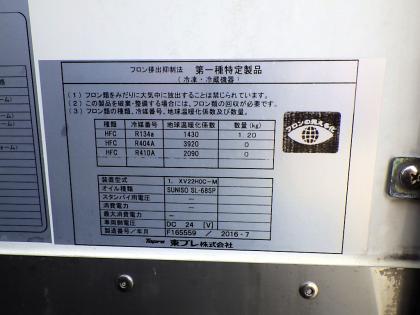 フロン排出抑制法 第一種特定製品
(冷凍・冷蔵機器)
(1) フロン類をみだりに大気中に放出することは禁じられています。
(2) この製品を廃棄・整備する場合には、フロン類の回収が必要です。
(3) フロン類の種類、冷媒番号、地球温暖化係数及び数量。
種類 冷媒番号 地球温暖化係数 数量(kg)
HFC R134a 1430 1.20
HFC R404A 3920 0
HFC R410A 2090 0
装置型式 1. XV22HOC-M
オイル種類 SUNISO SL-68SP
スタンバイ用電圧 -
消費電力 -
最大消費電力 -
車両側電圧 DC 24 [V]
製造番号/年月 F165559 / 2016-7
Topre 東プレ株式会社